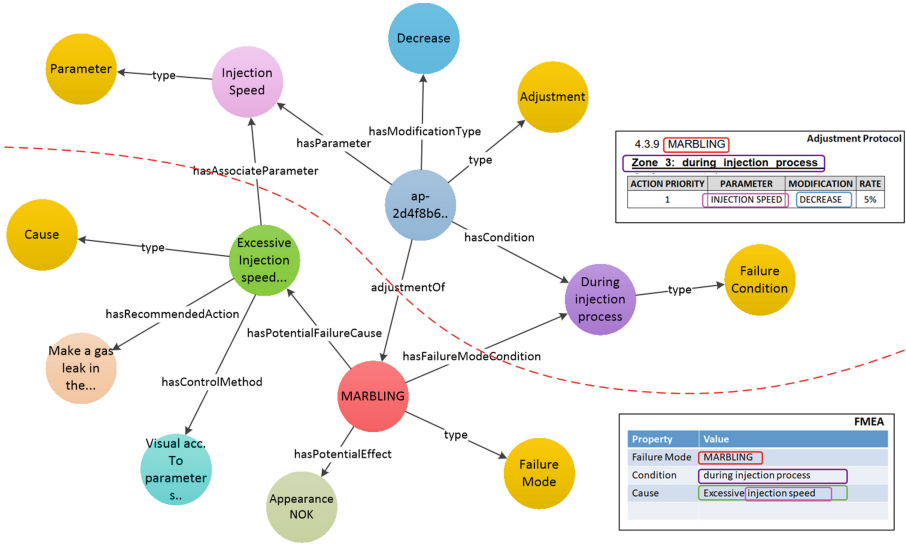 Decrease
Parameter
type
Injection
Speed
Adjustment
hasModificationType
hasParameter
type
hasAssociateParameter
ap-
2d4f8b6..
4.3.9 MARBLING
Adjustment Protocol
Zone 3: during injection process
ACTION PRIORITY PARAMETER MODIFICATION RATE
1 INJECTION SPEED DECREASE 5%
Cause
type
Excessive
Injection
speed...
hasCondition
During
injection
process
type
Failure
Condition
adjustmentOf
hasRecommendedAction
hasPotentialFailureCause
Make a gas
leak in
the...
hasControlMethod
hasFailureModeCondition
MARBLING
type
hasPotentialEffect
Visual acc.
To
parameter
s..
Appearance
NOK
Failure
Mode
FMEA
Property Value
Failure Mode MARBLING
Condition during injection process
Cause Excessive injection speed